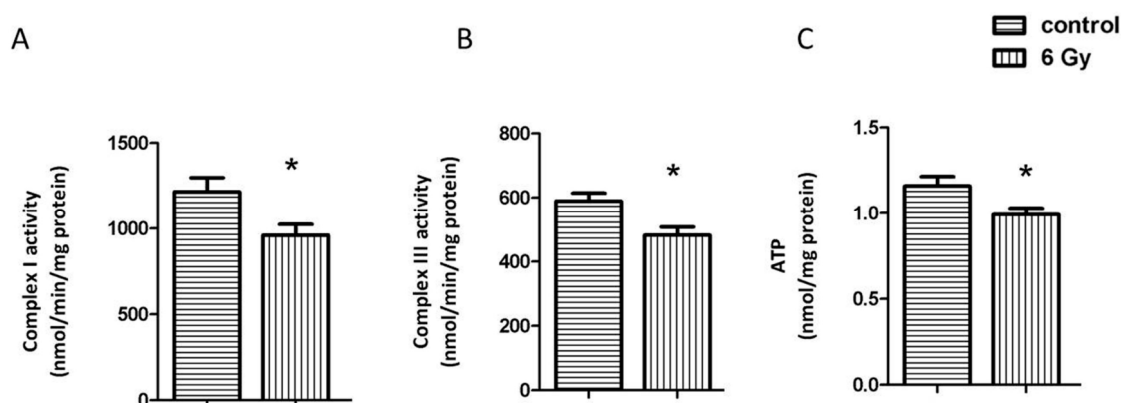 A
B
C
control
6 Gy
Complex I activity
(nmol/min/mg protein)
1500
1000
500
0
*
Complex III activity
(nmol/min/mg protein)
800
600
400
200
0
*
ATP
(nmol/mg protein)
1.5
1.0
0.5
0.0
*